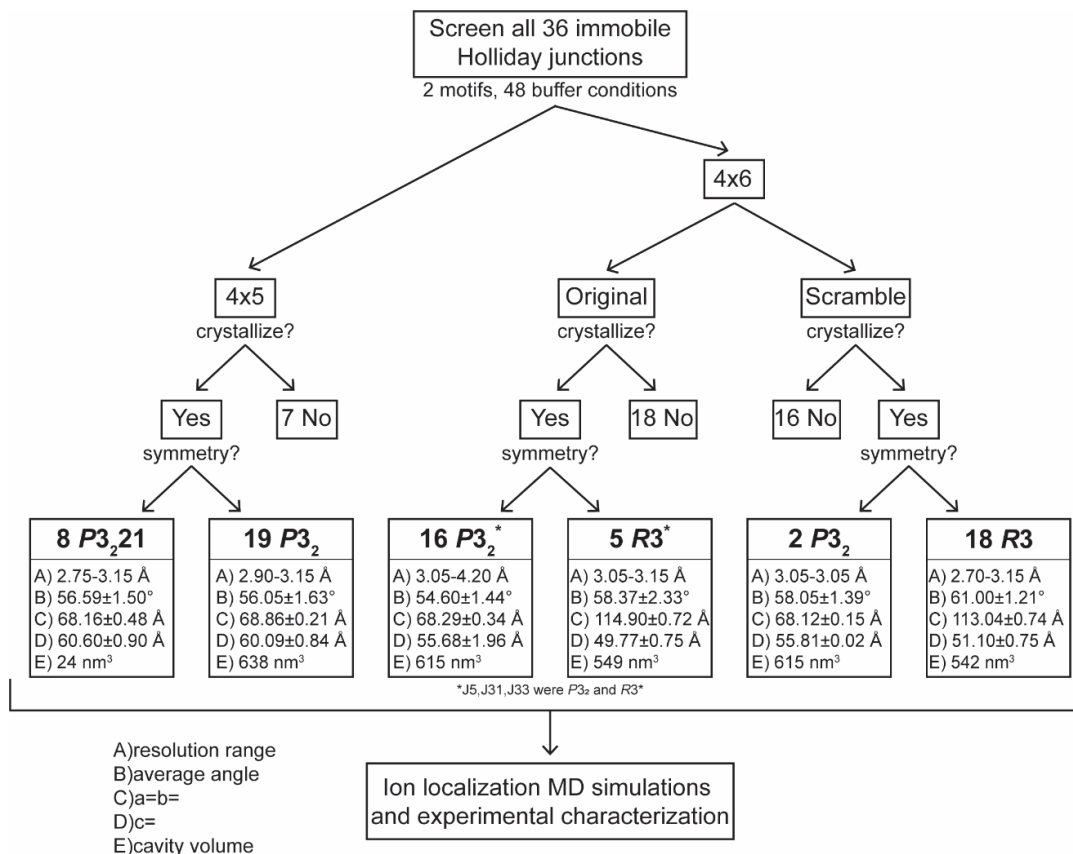 Screen all 36 immobile
Holliday junctions
2 motifs, 48 buffer conditions
4x6
4x5
Original
Scramble
crystallize?
crystallize?
crystallize?
Yes
7 No
Yes
18 No
16 No
Yes
symmetry?
symmetry?
symmetry?
8 P3₂21
A) 2.75-3.15 Å
B) 56.59±1.50°
C) 68.16±0.48 Å
D) 60.60±0.90 Å
E) 24 nm³
19 P3₂
A) 2.90-3.15 Å
B) 56.05±1.63°
C) 68.86±0.21 Å
D) 60.09±0.84 Å
E) 638 nm³
16 P3₂*
A) 3.05-4.20 Å
B) 54.60±1.44°
C) 68.29±0.34 Å
D) 55.68±1.96 Å
E) 615 nm³
5 R3*
A) 3.05-3.15 Å
B) 58.37±2.33°
C) 114.90±0.72 Å
D) 49.77±0.75 Å
E) 549 nm³
2 P3₂
A) 3.05-3.05 Å
B) 58.05±1.39°
C) 68.12±0.15 Å
D) 55.81±0.02 Å
E) 615 nm³
18 R3
A) 2.70-3.15 Å
B) 61.00±1.21°
C) 113.04±0.74 Å
D) 51.10±0.75 Å
E) 542 nm³
*J5,J31,J33 were P3₂ and R3*
A)resolution range
B)average angle
C)a=b=
D)c=
E)cavity volume
Ion localization MD simulations
and experimental characterization